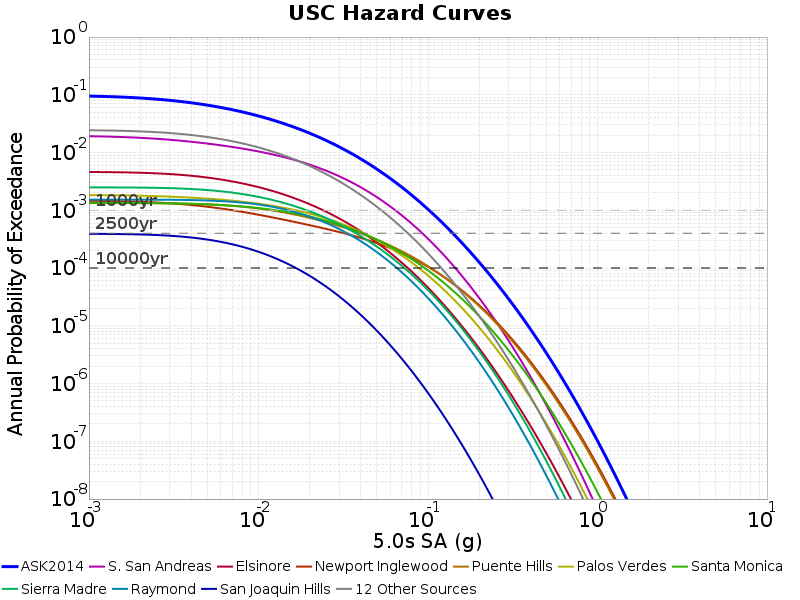 USC Hazard Curves
Annual Probability of Exceedance
10^0
10^-1
10^-2
10^-3
10^-4
10^-5
10^-6
10^-7
10^-8
1000yr
2500yr
10000yr
10^-3 10^-2 10^-1 10^0 10^1
5.0s SA (g)
ASK2014 S. San Andreas Elsinore Newport Inglewood Puente Hills Palos Verdes Santa Monica
Sierra Madre Raymond San Joaquin Hills 12 Other Sources